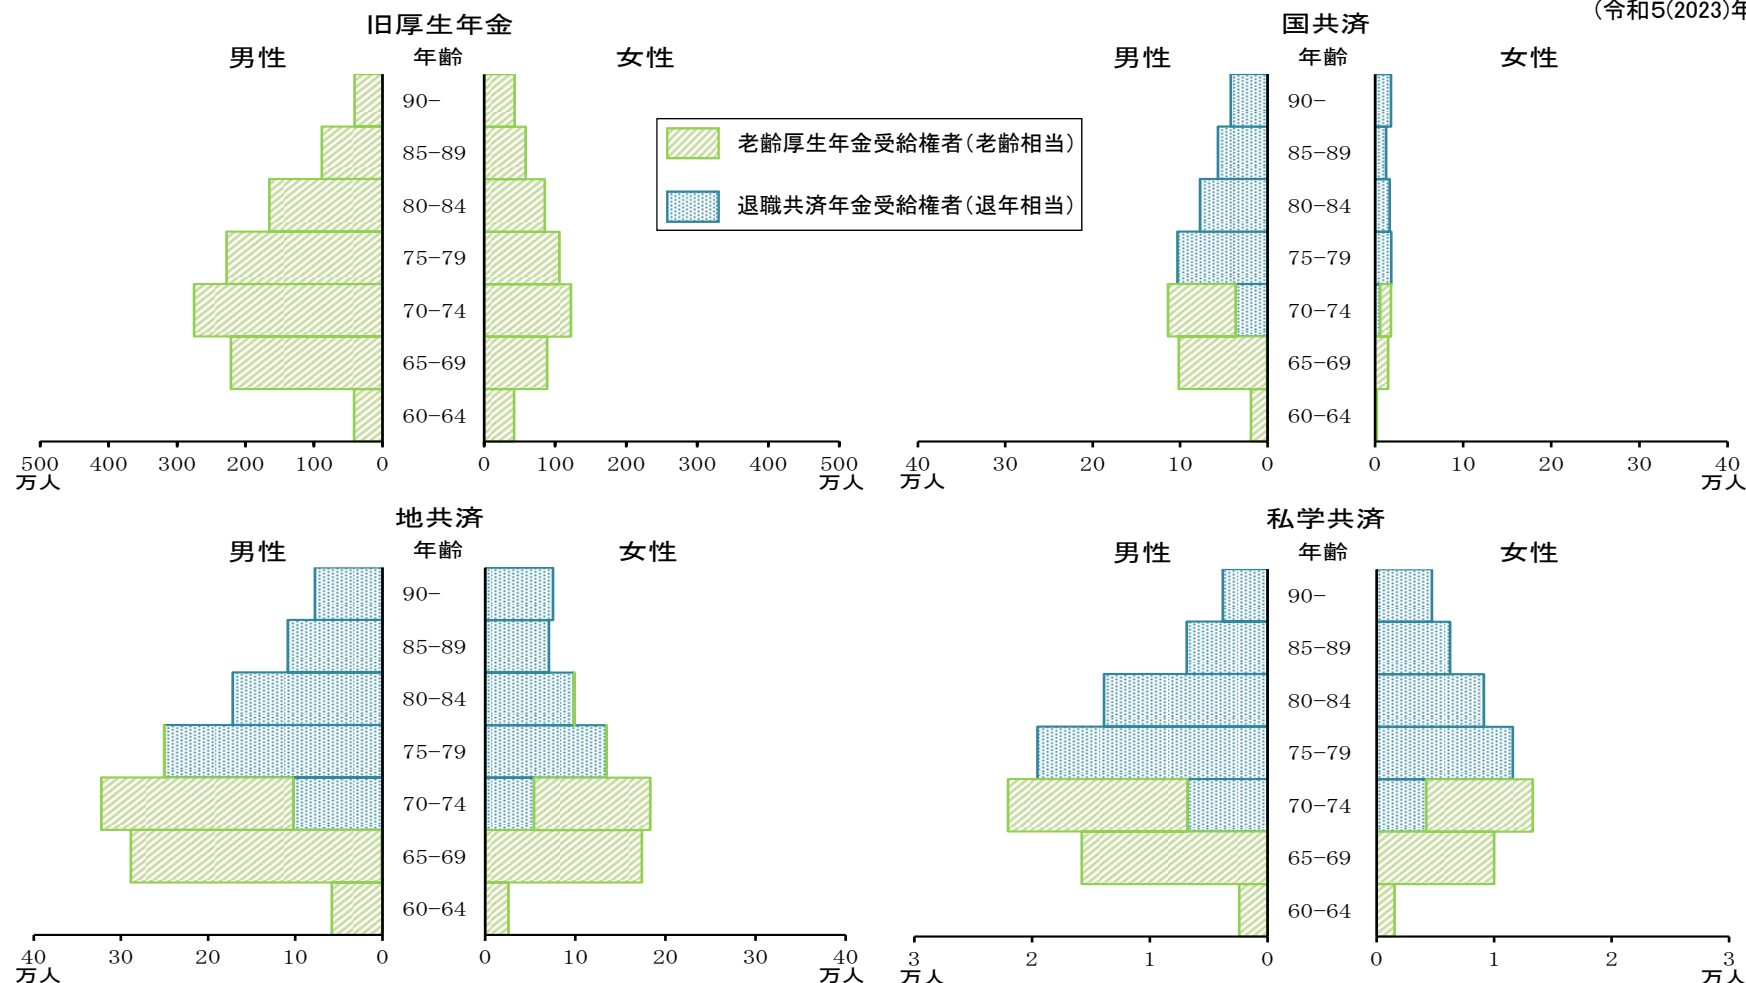 (令和5(2023)年
旧厚生年金
男性 年齢 女性
90-
85-89
80-84
75-79
70-74
65-69
60-64
500 400 300 200 100 0
0 100 200 300 400 500
万人 万人
老齢厚生年金受給権者(老齢相当)
退職共済年金受給権者(退年相当)
国共済
男性 年齢 女性
90-
85-89
80-84
75-79
70-74
65-69
60-64
40 30 20 10 0
0 10 20 30 40
万人 万人
地共済
男性 年齢 女性
90-
85-89
80-84
75-79
70-74
65-69
60-64
40 30 20 10 0
0 10 20 30 40
万人 万人
私学共済
男性 年齢 女性
90-
85-89
80-84
75-79
70-74
65-69
60-64
3 2 1 0
0 1 2 3
万人 万人